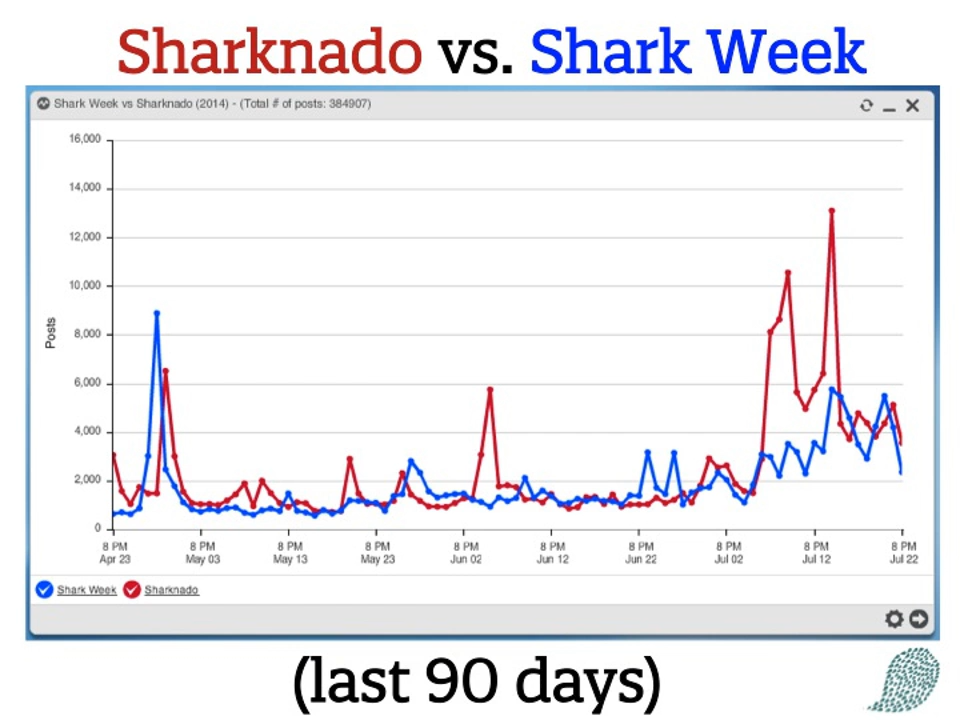 Sharknado vs. Shark Week
Shark Week vs Sharknado (2014) - (Total # of posts: 384907)
16,000
14,000
12,000
10,000
8,000
6,000
4,000
2,000
0
Posts
8 PM 8 PM 8 PM 8 PM 8 PM 8 PM 8 PM 8 PM 8 PM 8 PM
Apr 23 May 03 May 13 May 23 Jun 02 Jun 12 Jun 22 Jul 02 Jul 12 Jul 22
Shark Week Sharknado
(last 90 days)